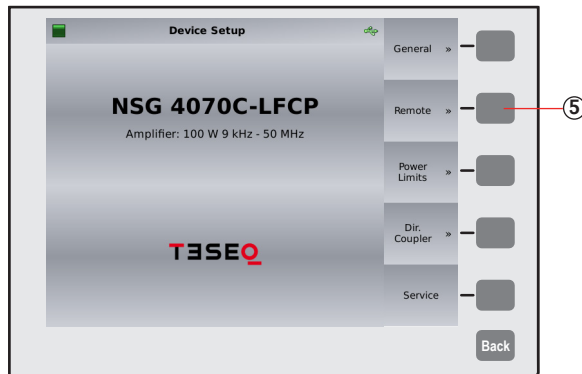 Device Setup
NSG 4070C-LFCP
Amplifier: 100 W 9 kHz - 50 MHz
TESEQ
General »
Remote »
Power
Limits »
Dir.
Coupler »
Service
Back
5